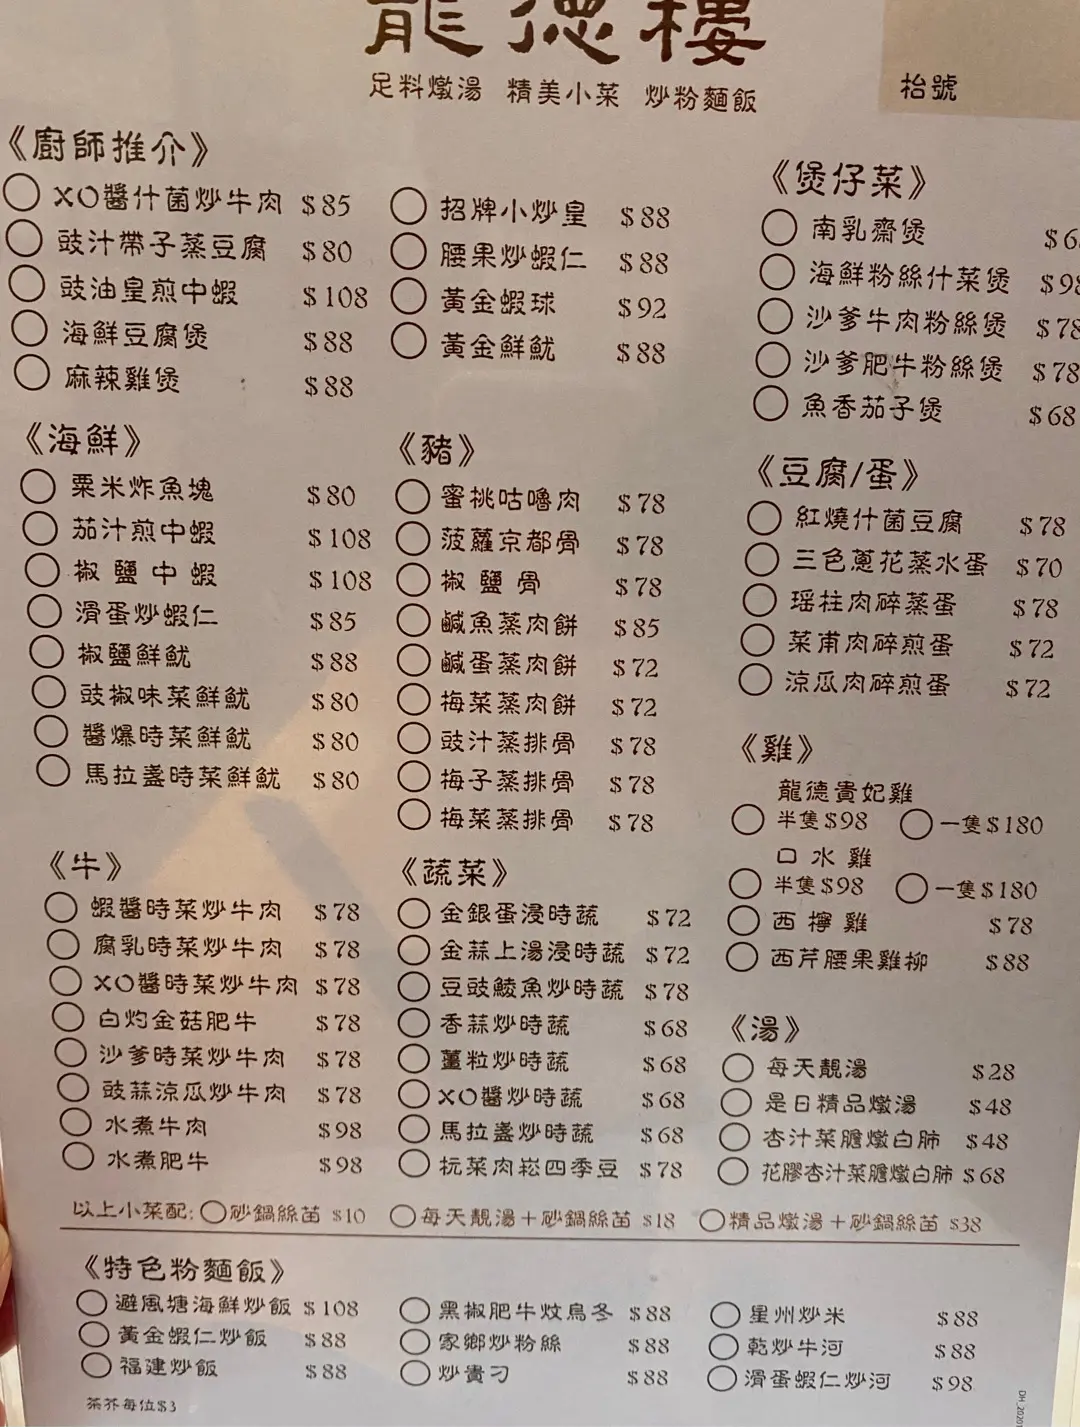 龍德樓
足料燉湯 精美小菜 炒粉麵飯
枱號
《廚師推介》
XO醬什菌炒牛肉 $85
豉汁帶子蒸豆腐 $80
豉油皇煎中蝦 $108
海鮮豆腐煲 $88
麻辣雞煲 $88
招牌小炒皇 $88
腰果炒蝦仁 $88
黃金蝦球 $92
黃金鮮魷 $88
《煲仔菜》
南乳齋煲
海鮮粉絲什菜煲 $98
沙爹牛肉粉絲煲 $78
沙爹肥牛粉絲煲 $78
魚香茄子煲 $68
《海鮮》
粟米炸魚塊 $80
茄汁煎中蝦 $108
椒鹽中蝦 $108
滑蛋炒蝦仁 $85
椒鹽鮮魷 $88
豉椒味菜鮮魷 $80
醬爆時菜鮮魷 $80
馬拉盞時菜鮮魷 $80
《豬》
蜜桃咕嚕肉 $78
菠蘿京都骨 $78
椒鹽骨 $78
鹹魚蒸肉餅 $85
鹹蛋蒸肉餅 $72
梅菜蒸肉餅 $72
豉汁蒸排骨 $78
梅子蒸排骨 $78
梅菜蒸排骨 $78
《豆腐/蛋》
紅燒什菌豆腐 $78
三色蔥花蒸水蛋 $70
瑶柱肉碎蒸蛋 $78
菜甫肉碎煎蛋 $72
涼瓜肉碎煎蛋 $72
《雞》
龍德貴妃雞
半隻$98 一隻$180
口水雞
半隻$98 一隻$180
西檸雞 $78
西芹腰果雞柳 $88
《牛》
蝦醬時菜炒牛肉 $78
腐乳時菜炒牛肉 $78
XO醬時菜炒牛肉 $78
白灼金菇肥牛 $78
沙爹時菜炒牛肉 $78
豉蒜涼瓜炒牛肉 $78
水煮牛肉 $98
水煮肥牛 $98
《蔬菜》
金銀蛋浸時蔬 $72
金蒜上湯浸時蔬 $72
豆豉鯪魚炒時蔬 $78
香蒜炒時蔬 $68
薑粒炒時蔬 $68
XO醬炒時蔬 $68
馬拉盞炒時蔬 $68
杬菜肉崧四季豆 $78
《湯》
每天靚湯 $28
是日精品燉湯 $48
杏汁菜膽燉白肺 $48
花膠杏汁菜膽燉白肺 $68
以上小菜配: 砂鍋絲苗 $10 每天靚湯+砂鍋絲苗 $18 精品燉湯+砂鍋絲苗 $38
《特色粉麵飯》
避風塘海鮮炒飯 $108
黃金蝦仁炒飯 $88
福建炒飯 $88
黑椒肥牛炆烏冬 $88
家鄉炒粉絲 $88
炒貴刁 $88
星州炒米 $88
乾炒牛河 $88
滑蛋蝦仁炒河 $98
茶芥每位$3